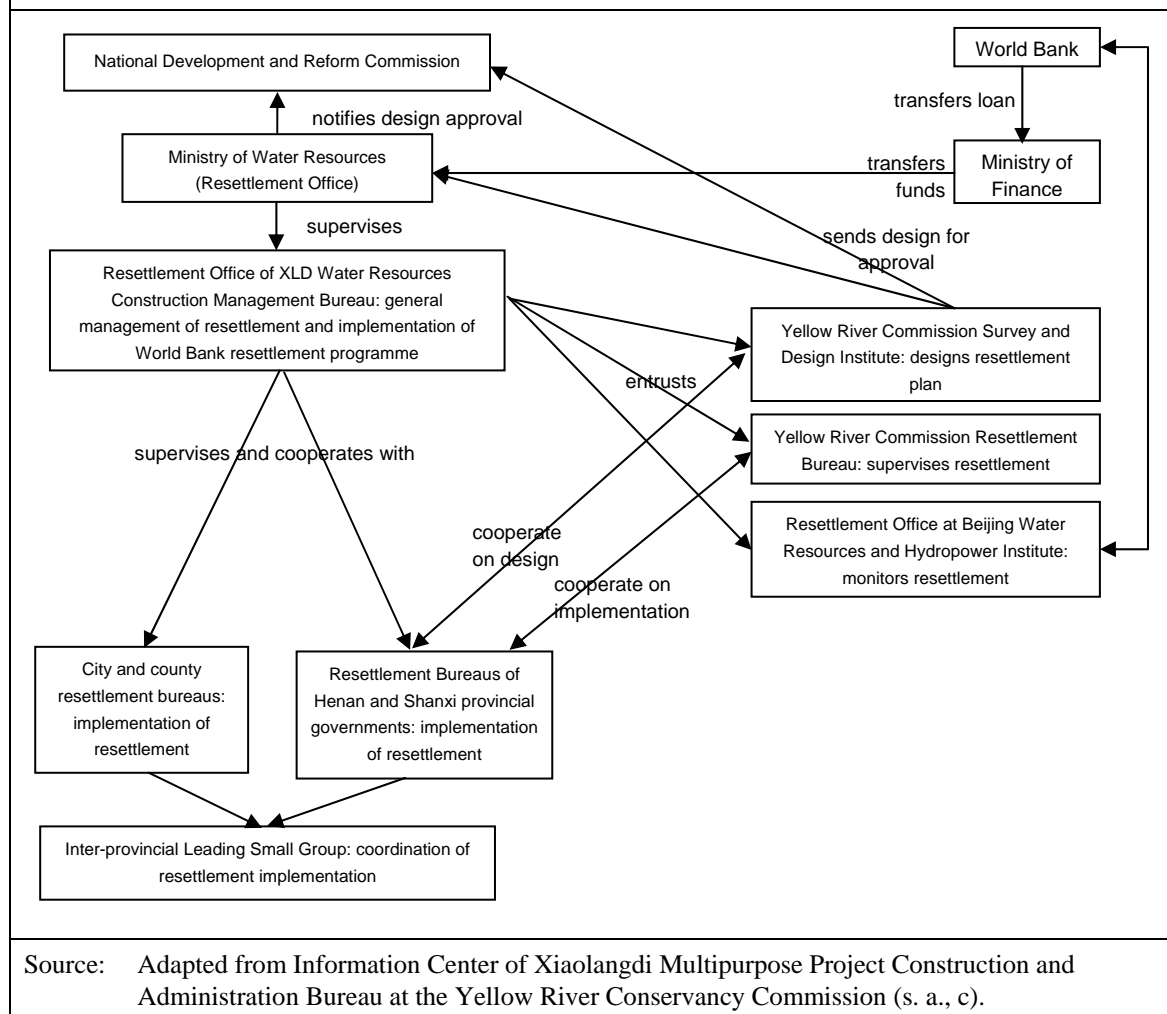 National Development and Reform Commission
World Bank
transfers loan
notifies design approval
Ministry of Water Resources
(Resettlement Office)
transfers
funds
Ministry of
Finance
supervises
sends design for
approval
Resettlement Office of XLD Water Resources
Construction Management Bureau: general
management of resettlement and implementation of
World Bank resettlement programme
Yellow River Commission Survey and
Design Institute: designs resettlement
plan
entrusts
Yellow River Commission Resettlement
Bureau: supervises resettlement
supervises and cooperates with
Resettlement Office at Beijing Water
Resources and Hydropower Institute:
monitors resettlement
cooperate
on design
cooperate on
implementation
City and county
resettlement bureaus:
implementation of
resettlement
Resettlement Bureaus of
Henan and Shanxi provincial
governments: implementation
of resettlement
Inter-provincial Leading Small Group: coordination of
resettlement implementation
Source: Adapted from Information Center of Xiaolangdi Multipurpose Project Construction and
Administration Bureau at the Yellow River Conservancy Commission (s. a., c).